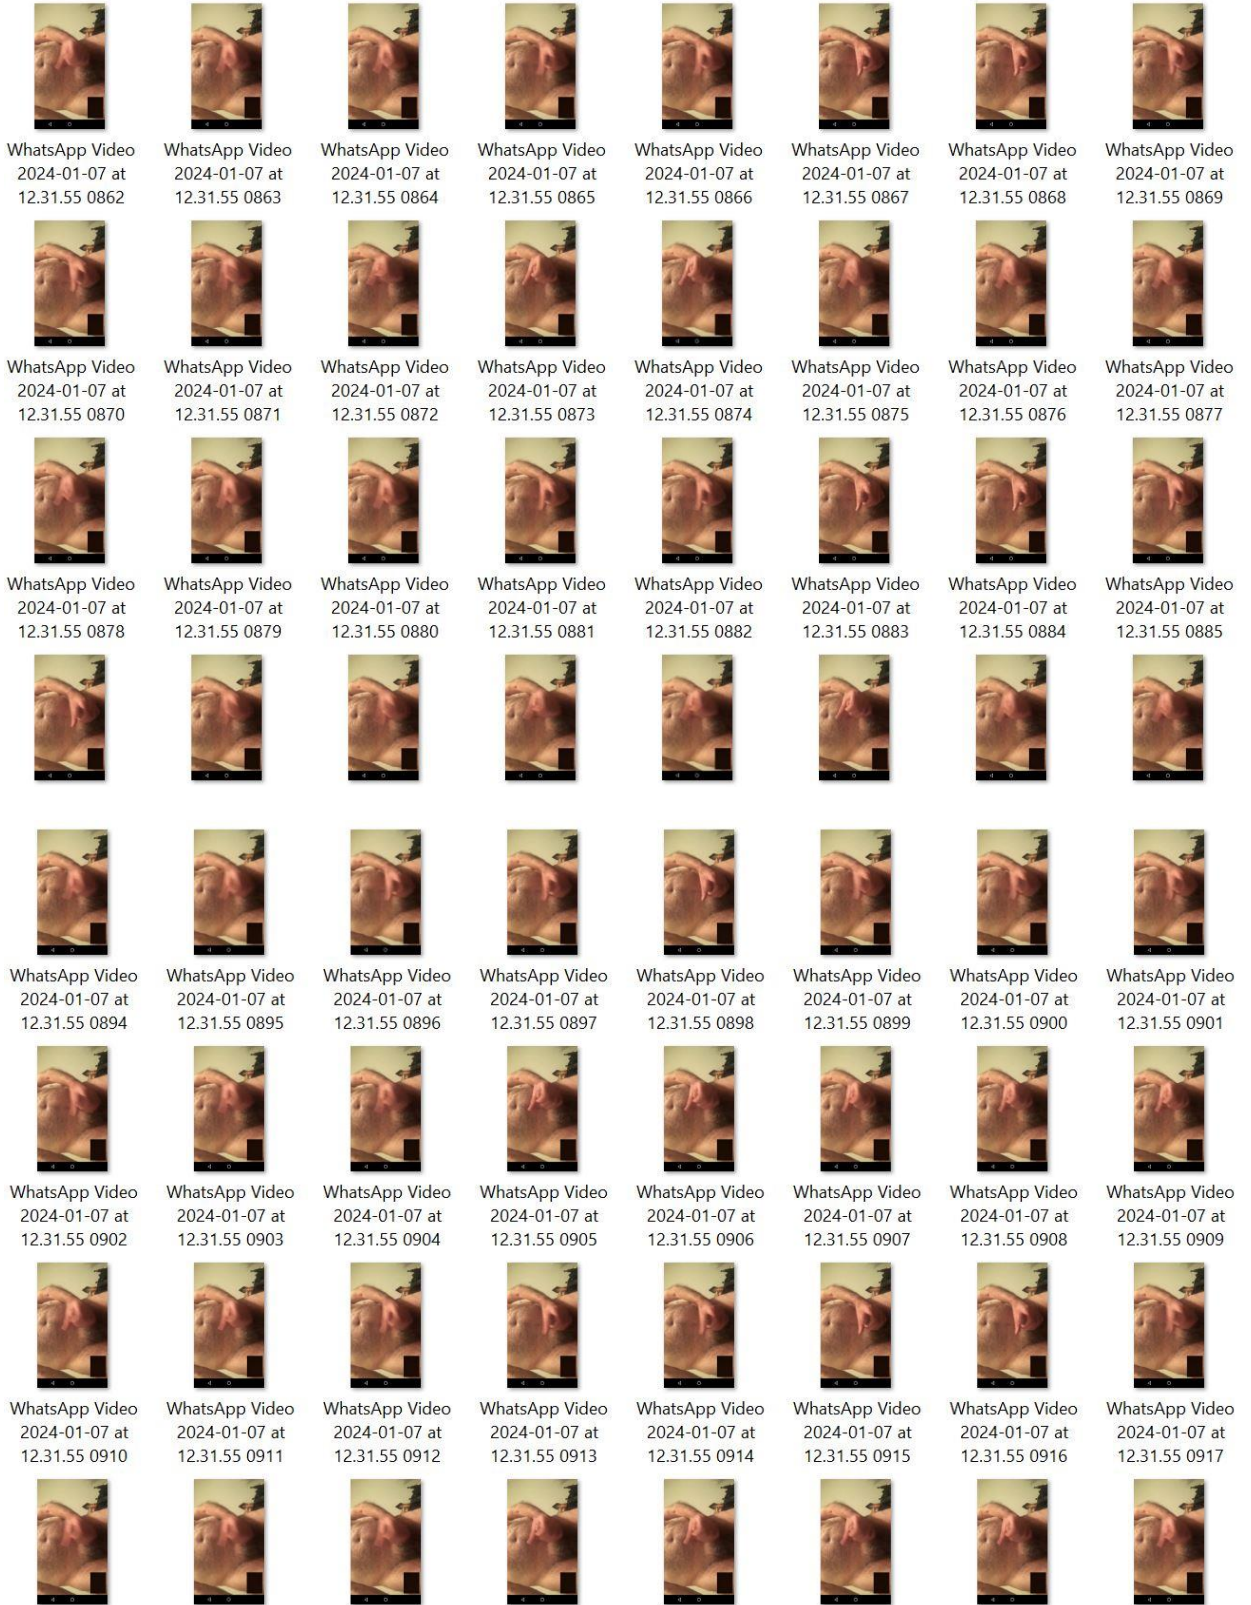 WhatsApp Video WhatsApp Video WhatsApp Video WhatsApp Video WhatsApp Video WhatsApp Video WhatsApp Video WhatsApp Video
2024-01-07 at 2024-01-07 at 2024-01-07 at 2024-01-07 at 2024-01-07 at 2024-01-07 at 2024-01-07 at 2024-01-07 at
12.31.55 0862 12.31.55 0863 12.31.55 0864 12.31.55 0865 12.31.55 0866 12.31.55 0867 12.31.55 0868 12.31.55 0869
WhatsApp Video WhatsApp Video WhatsApp Video WhatsApp Video WhatsApp Video WhatsApp Video WhatsApp Video WhatsApp Video
2024-01-07 at 2024-01-07 at 2024-01-07 at 2024-01-07 at 2024-01-07 at 2024-01-07 at 2024-01-07 at 2024-01-07 at
12.31.55 0870 12.31.55 0871 12.31.55 0872 12.31.55 0873 12.31.55 0874 12.31.55 0875 12.31.55 0876 12.31.55 0877
WhatsApp Video WhatsApp Video WhatsApp Video WhatsApp Video WhatsApp Video WhatsApp Video WhatsApp Video WhatsApp Video
2024-01-07 at 2024-01-07 at 2024-01-07 at 2024-01-07 at 2024-01-07 at 2024-01-07 at 2024-01-07 at 2024-01-07 at
12.31.55 0878 12.31.55 0879 12.31.55 0880 12.31.55 0881 12.31.55 0882 12.31.55 0883 12.31.55 0884 12.31.55 0885
WhatsApp Video WhatsApp Video WhatsApp Video WhatsApp Video WhatsApp Video WhatsApp Video WhatsApp Video WhatsApp Video
2024-01-07 at 2024-01-07 at 2024-01-07 at 2024-01-07 at 2024-01-07 at 2024-01-07 at 2024-01-07 at 2024-01-07 at
12.31.55 0894 12.31.55 0895 12.31.55 0896 12.31.55 0897 12.31.55 0898 12.31.55 0899 12.31.55 0900 12.31.55 0901
WhatsApp Video WhatsApp Video WhatsApp Video WhatsApp Video WhatsApp Video WhatsApp Video WhatsApp Video WhatsApp Video
2024-01-07 at 2024-01-07 at 2024-01-07 at 2024-01-07 at 2024-01-07 at 2024-01-07 at 2024-01-07 at 2024-01-07 at
12.31.55 0902 12.31.55 0903 12.31.55 0904 12.31.55 0905 12.31.55 0906 12.31.55 0907 12.31.55 0908 12.31.55 0909
WhatsApp Video WhatsApp Video WhatsApp Video WhatsApp Video WhatsApp Video WhatsApp Video WhatsApp Video WhatsApp Video
2024-01-07 at 2024-01-07 at 2024-01-07 at 2024-01-07 at 2024-01-07 at 2024-01-07 at 2024-01-07 at 2024-01-07 at
12.31.55 0910 12.31.55 0911 12.31.55 0912 12.31.55 0913 12.31.55 0914 12.31.55 0915 12.31.55 0916 12.31.55 0917